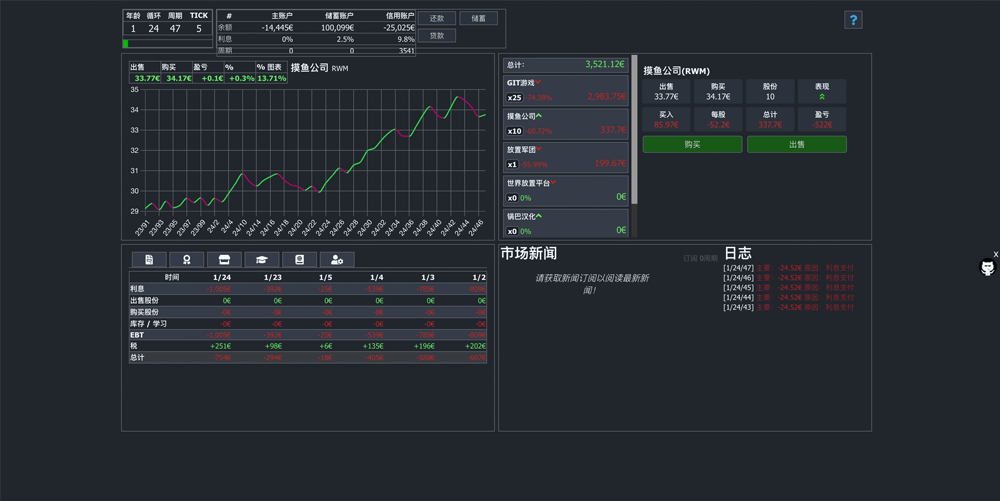 年龄 循环 周期 TICK
1 24 47 5
# 主账户 储蓄账户 信用账户
余额 -14,445€ 100,099€ -25,025€
利息 0% 2.5% 9.8%
周期 0 0 3541
还款 储蓄
贷款
?
出售 购买 盈亏 % % 图表
33.77€ 34.17€ +0.1€ +0.3% 13.71%
摸鱼公司 RWM
35
34
33
32
31
30
29
23/91 23/93 23/95 23/97 23/99 24/2 24/4 24/10 24/14 24/16 24/18 24/20 24/22 24/24 24/26 24/28 24/30 24/32 24/34 24/36 24/38 24/40 24/42 24/44 24/46
总计: 3,521.12€
GIT游戏
x25 2,983.75€
摸鱼公司
x10 -60.72% 337.7€
放置军团
x1 -55.99% 199.67€
世界放置平台
x0 0% 0€
锅巴汉化
x0 0% 0€
摸鱼公司(RWM)
出售 购买 股份 表现
33.77€ 34.17€ 10
买入 每股 总计 盈亏
85.97€ -52.2€ 337.7€ -522€
购买 出售
时间 1/24 1/23 1/5 1/4 1/3 1/2
利息 -1,005€ -392€ -25€ -539€ -785€ -809€
出售股份 0€ 0€ 0€ 0€ 0€ 0€
购买股份 -0€ -0€ -0€ -0€ -0€ -0€
库存 / 学习 -0€ -0€ -0€ -0€ -0€ -0€
EBT -1,005€ -392€ -25€ -539€ -785€ -809€
税 +251€ +98€ +6€ +135€ +196€ +202€
总计 -754€ -294€ -405€ -607€
市场新闻
订阅 0周期
请获取新闻订阅以阅读最新新
闻！
日志
[1/24/47] 主要: -24.52€ 原因: 利息支付
[1/24/46] 主要: -24.52€ 原因: 利息支付
[1/24/45] 主要: -24.52€ 原因: 利息支付
[1/24/44] 主要: -24.52€ 原因: 利息支付
[1/24/43] 主要: -24.52€ 原因: 利息支付
X